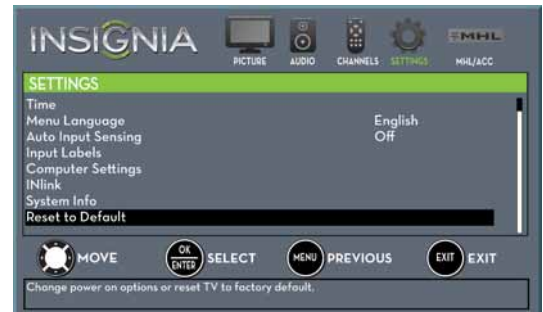 INSIGNIA
PICTURE AUDIO CHANNELS SETTINGS MHL MHL/ACC
SETTINGS
Time
Menu Language English
Auto Input Sensing Off
Input Labels
Computer Settings
INlink
System Info
Reset to Default
MOVE OK ENTER SELECT MENU PREVIOUS EXIT EXIT
Change power on options or reset TV to factory default.